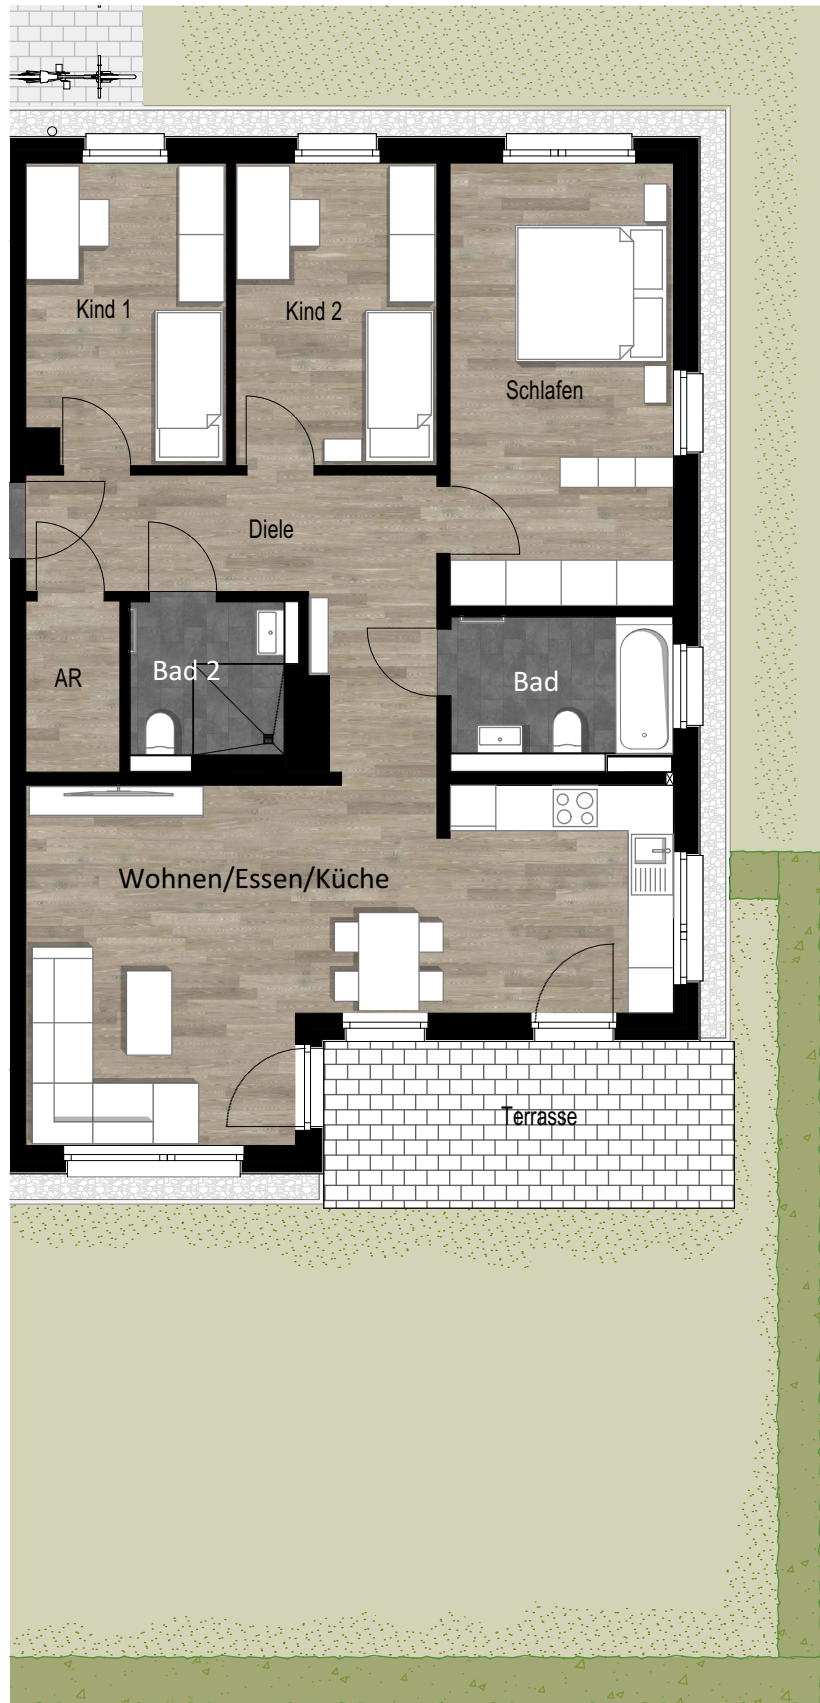 Kind 1
Kind 2
Schlafen
Diele
AR
Bad 2
Bad
Wohnen/Essen/Küche
Terrasse